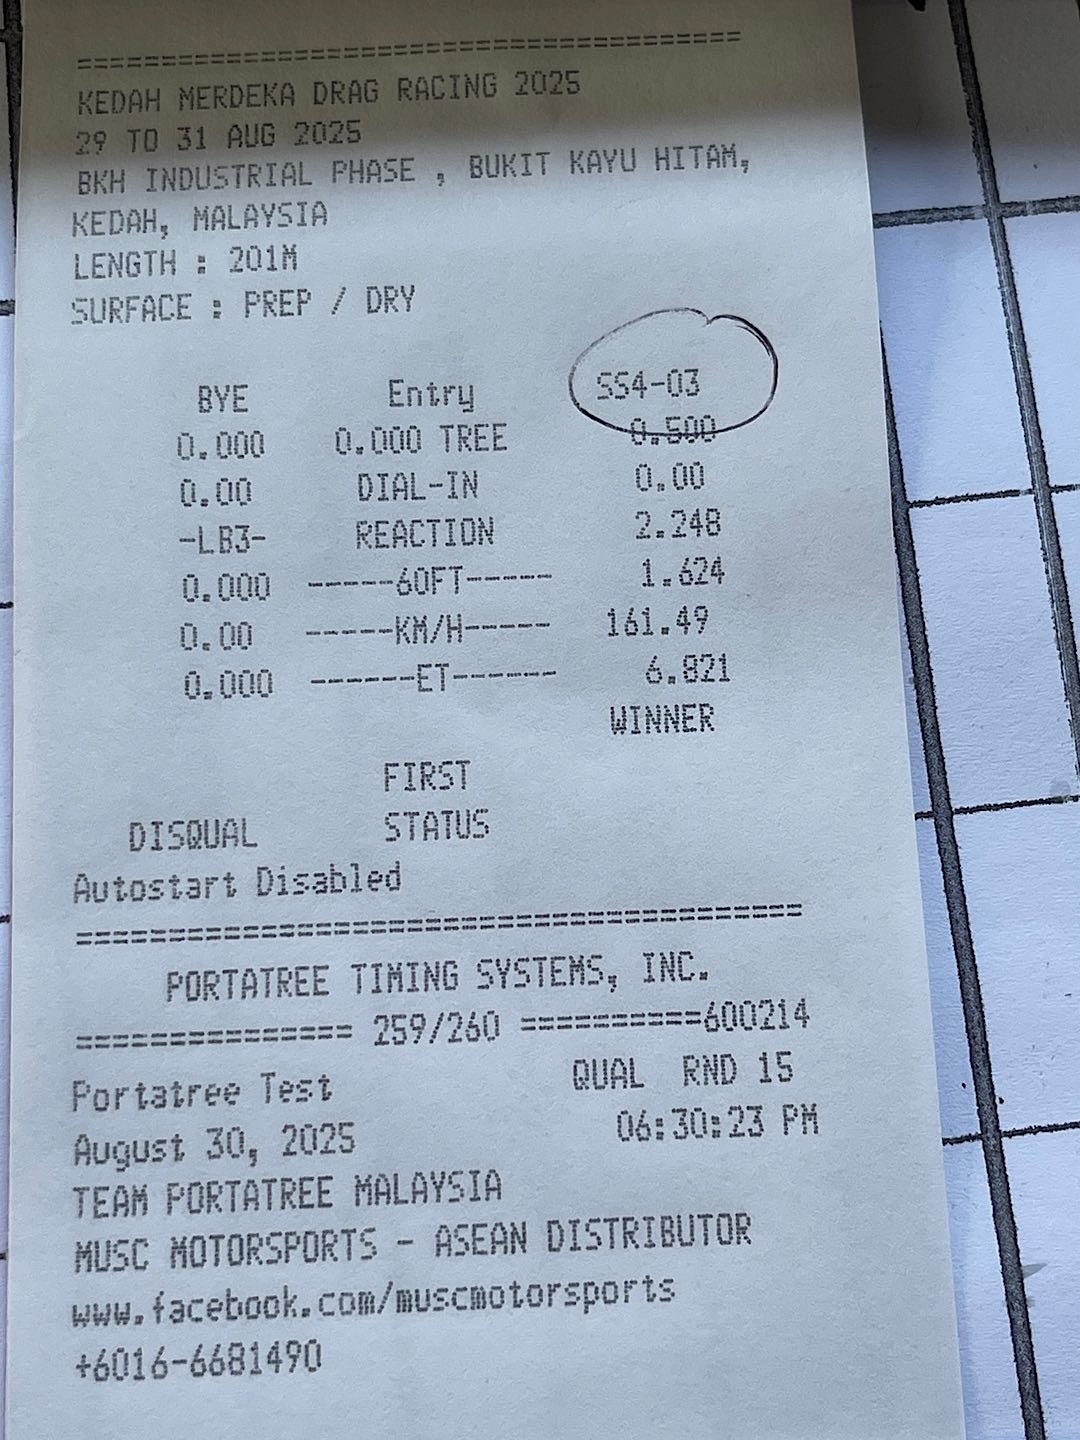 =====================================
KEDAH MERDEKA DRAG RACING 2025
29 TO 31 AUG 2025
BKH INDUSTRIAL PHASE , BUKIT KAYU HITAM,
KEDAH, MALAYSIA
LENGTH : 201M
SURFACE : PREP / DRY
BYE Entry SS4-03
0.000 0.000 TREE 0.500
0.00 DIAL-IN 0.00
-LB3- REACTION 2.248
0.000 -----60FT----- 1.624
0.00 -----KM/H----- 161.49
0.000 ------ET------ 6.821
WINNER
FIRST
DISQUAL STATUS
Autostart Disabled
=====================================
PORTATREE TIMING SYSTEMS, INC.
=============== 259/260 ==========600214
Portatree Test QUAL RND 15
August 30, 2025 06:30:23 PM
TEAM PORTATREE MALAYSIA
MUSC MOTORSPORTS - ASEAN DISTRIBUTOR
www.facebook.com/muscmotorsports
+6016-6681490